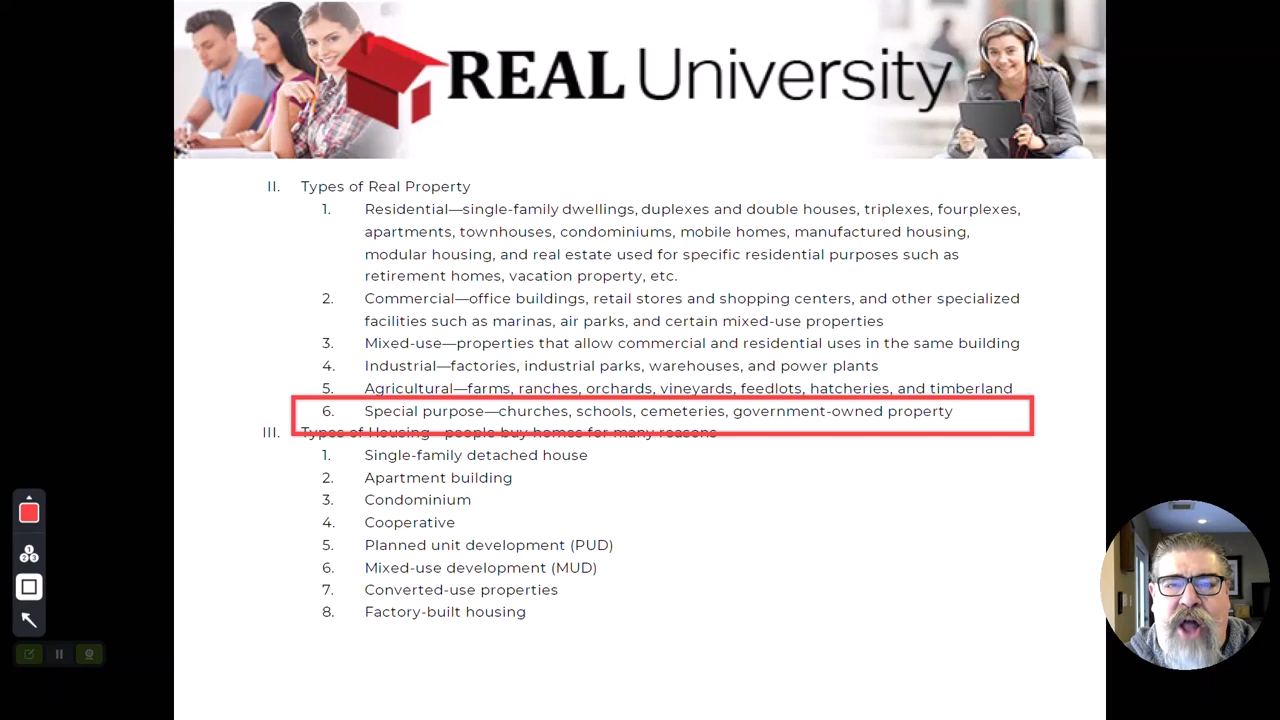 REAL University
II. Types of Real Property
1. Residential—single-family dwellings, duplexes and double houses, triplexes, fourplexes,
apartments, townhouses, condominiums, mobile homes, manufactured housing,
modular housing, and real estate used for specific residential purposes such as
retirement homes, vacation property, etc.
2. Commercial—office buildings, retail stores and shopping centers, and other specialized
facilities such as marinas, air parks, and certain mixed-use properties
3. Mixed-use—properties that allow commercial and residential uses in the same building
4. Industrial—factories, industrial parks, warehouses, and power plants
5. Agricultural—farms, ranches, orchards, vineyards, feedlots, hatcheries, and timberland
6. Special purpose—churches, schools, cemeteries, government-owned property
III. Types of Housing—people buy homes for many reasons
1. Single-family detached house
2. Apartment building
3. Condominium
4. Cooperative
5. Planned unit development (PUD)
6. Mixed-use development (MUD)
7. Converted-use properties
8. Factory-built housing